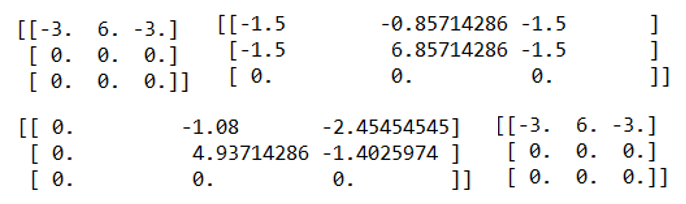 [[-3.  6. -3.]
 [ 0.  0.  0.]
 [ 0.  0.  0.]]
[[-1.5        -0.85714286 -1.5       ]
 [-1.5         6.85714286 -1.5       ]
 [ 0.          0.          0.        ]]
[[ 0.         -1.08       -2.45454545]
 [ 0.          4.93714286 -1.4025974 ]
 [ 0.          0.          0.        ]]
[[-3.  6. -3.]
 [ 0.  0.  0.]
 [ 0.  0.  0.]]